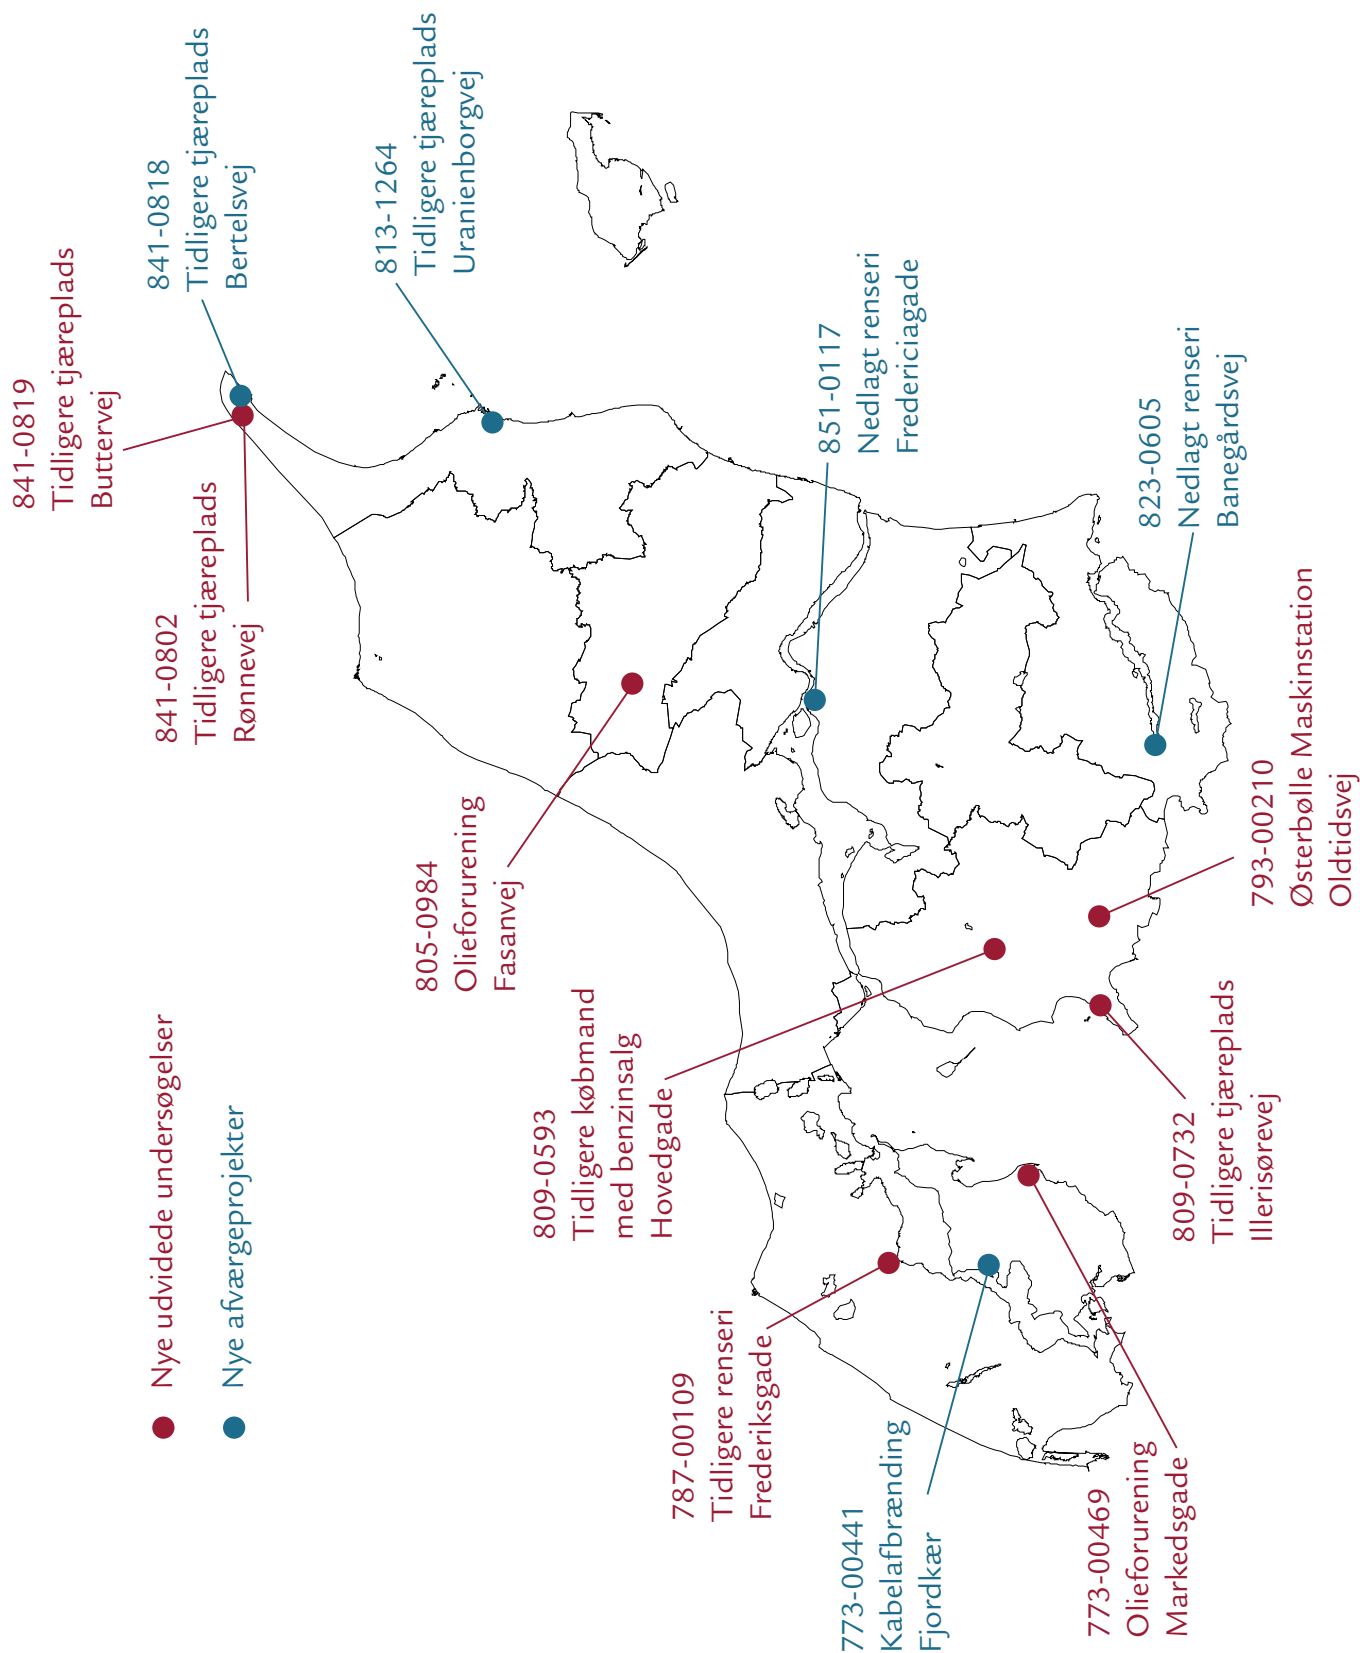 Nye udvidede undersøgelser
Nye afværgeprojekter
841-0819
Tidligere tjæreplads
Buttervej
841-0818
Tidligere tjæreplads
Bertelsvej
841-0802
Tidligere tjæreplads
Rønnevej
813-1264
Tidligere tjæreplads
Uranienborgvej
805-0984
Olieforurening
Fasanvej
851-0117
Nedlagt renseri
Fredericiagade
809-0593
Tidligere købmand
med benzinsalg
Hovedgade
823-0605
Nedlagt renseri
Banegårdsvej
787-00109
Tidligere renseri
Frederiksgade
793-00210
Østerbølle Maskinstation
Oldtidsvej
809-0732
Tidligere tjæreplads
Illerisørevej
773-00441
Kabelafbrænding
Fjordkær
773-00469
Olieforurening
Markedsgade